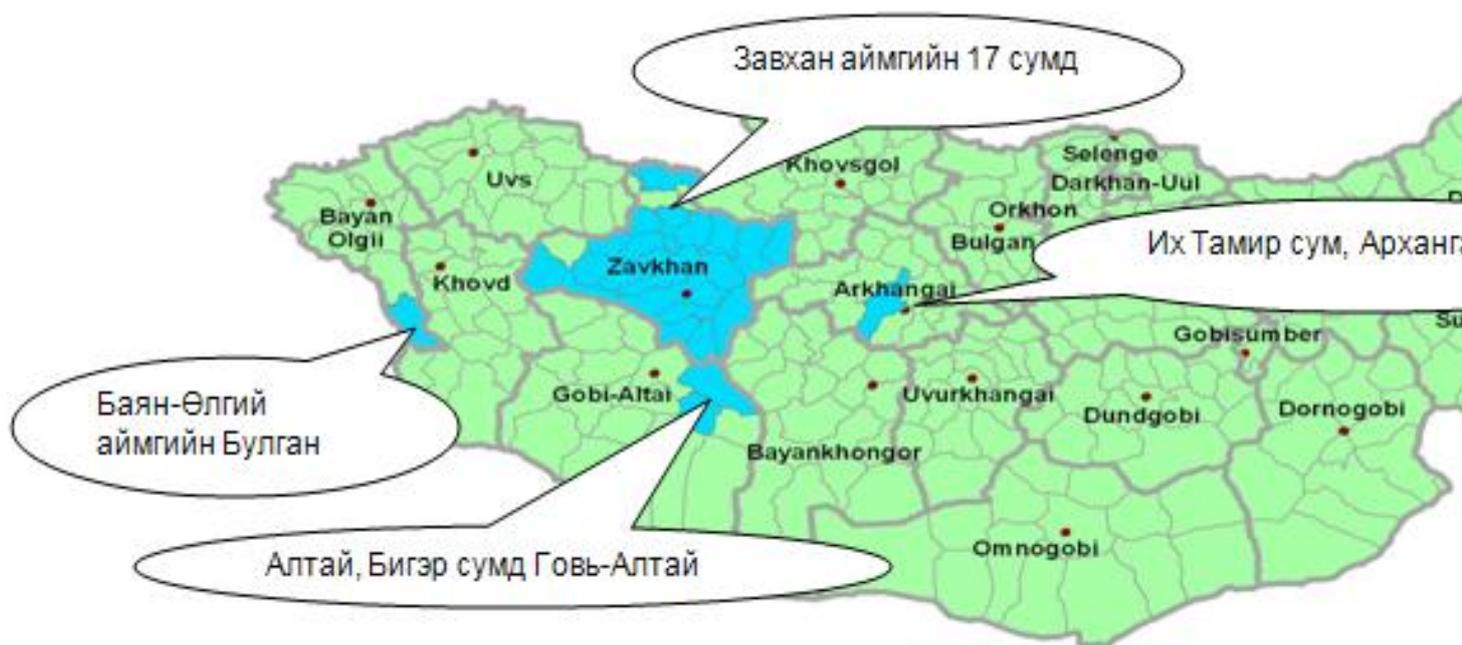 Завхан аймгийн 17 сумд
Khovsgol
Selenge
Darkhan-Uul
Uvs
Bayan
Olgii
Orkhon
Bulgan
Их Тамир сум, Арханга
Zavkhan
Khovd
Arkhangai
Gobisumber
Su
Баян-Өлгий
аймгийн Булган
Gobi-Altai
Uvurkhangai
Dundgobi
Dornogobi
Bayankhongor
Omnogobi
Алтай, Бигэр сумд Говь-Алтай